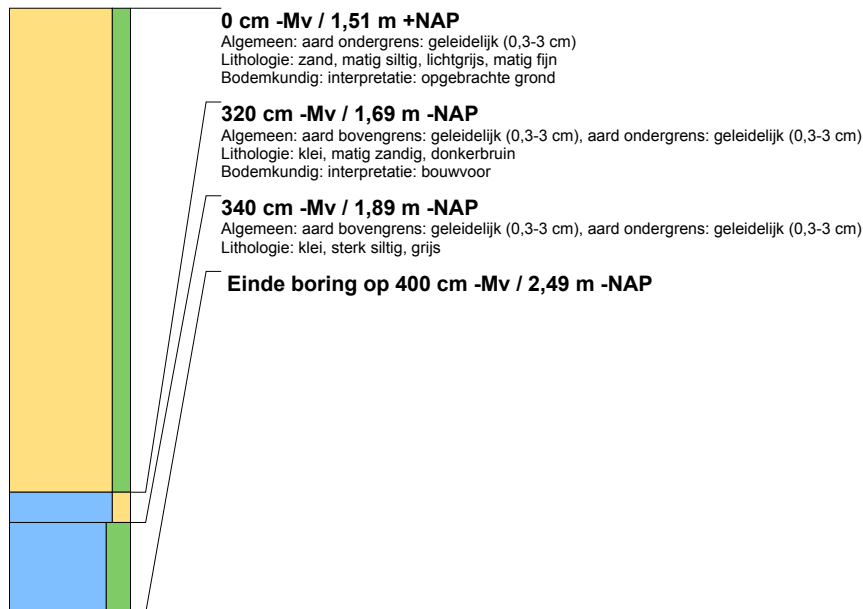 0 cm -Mv / 1,51 m +NAP
Algemeen: aard ondergrens: geleidelijk (0,3-3 cm)
Lithologie: zand, matig siltig, lichtgrijs, matig fijn
Bodemkundig: interpretatie: opgebrachte grond
320 cm -Mv / 1,69 m -NAP
Algemeen: aard bovengrens: geleidelijk (0,3-3 cm), aard ondergrens: geleidelijk (0,3-3 cm)
Lithologie: klei, matig zandig, donkerbruin
Bodemkundig: interpretatie: bouwvoor
340 cm -Mv / 1,89 m -NAP
Algemeen: aard bovengrens: geleidelijk (0,3-3 cm), aard ondergrens: geleidelijk (0,3-3 cm)
Lithologie: klei, sterk siltig, grijs
Einde boring op 400 cm -Mv / 2,49 m -NAP